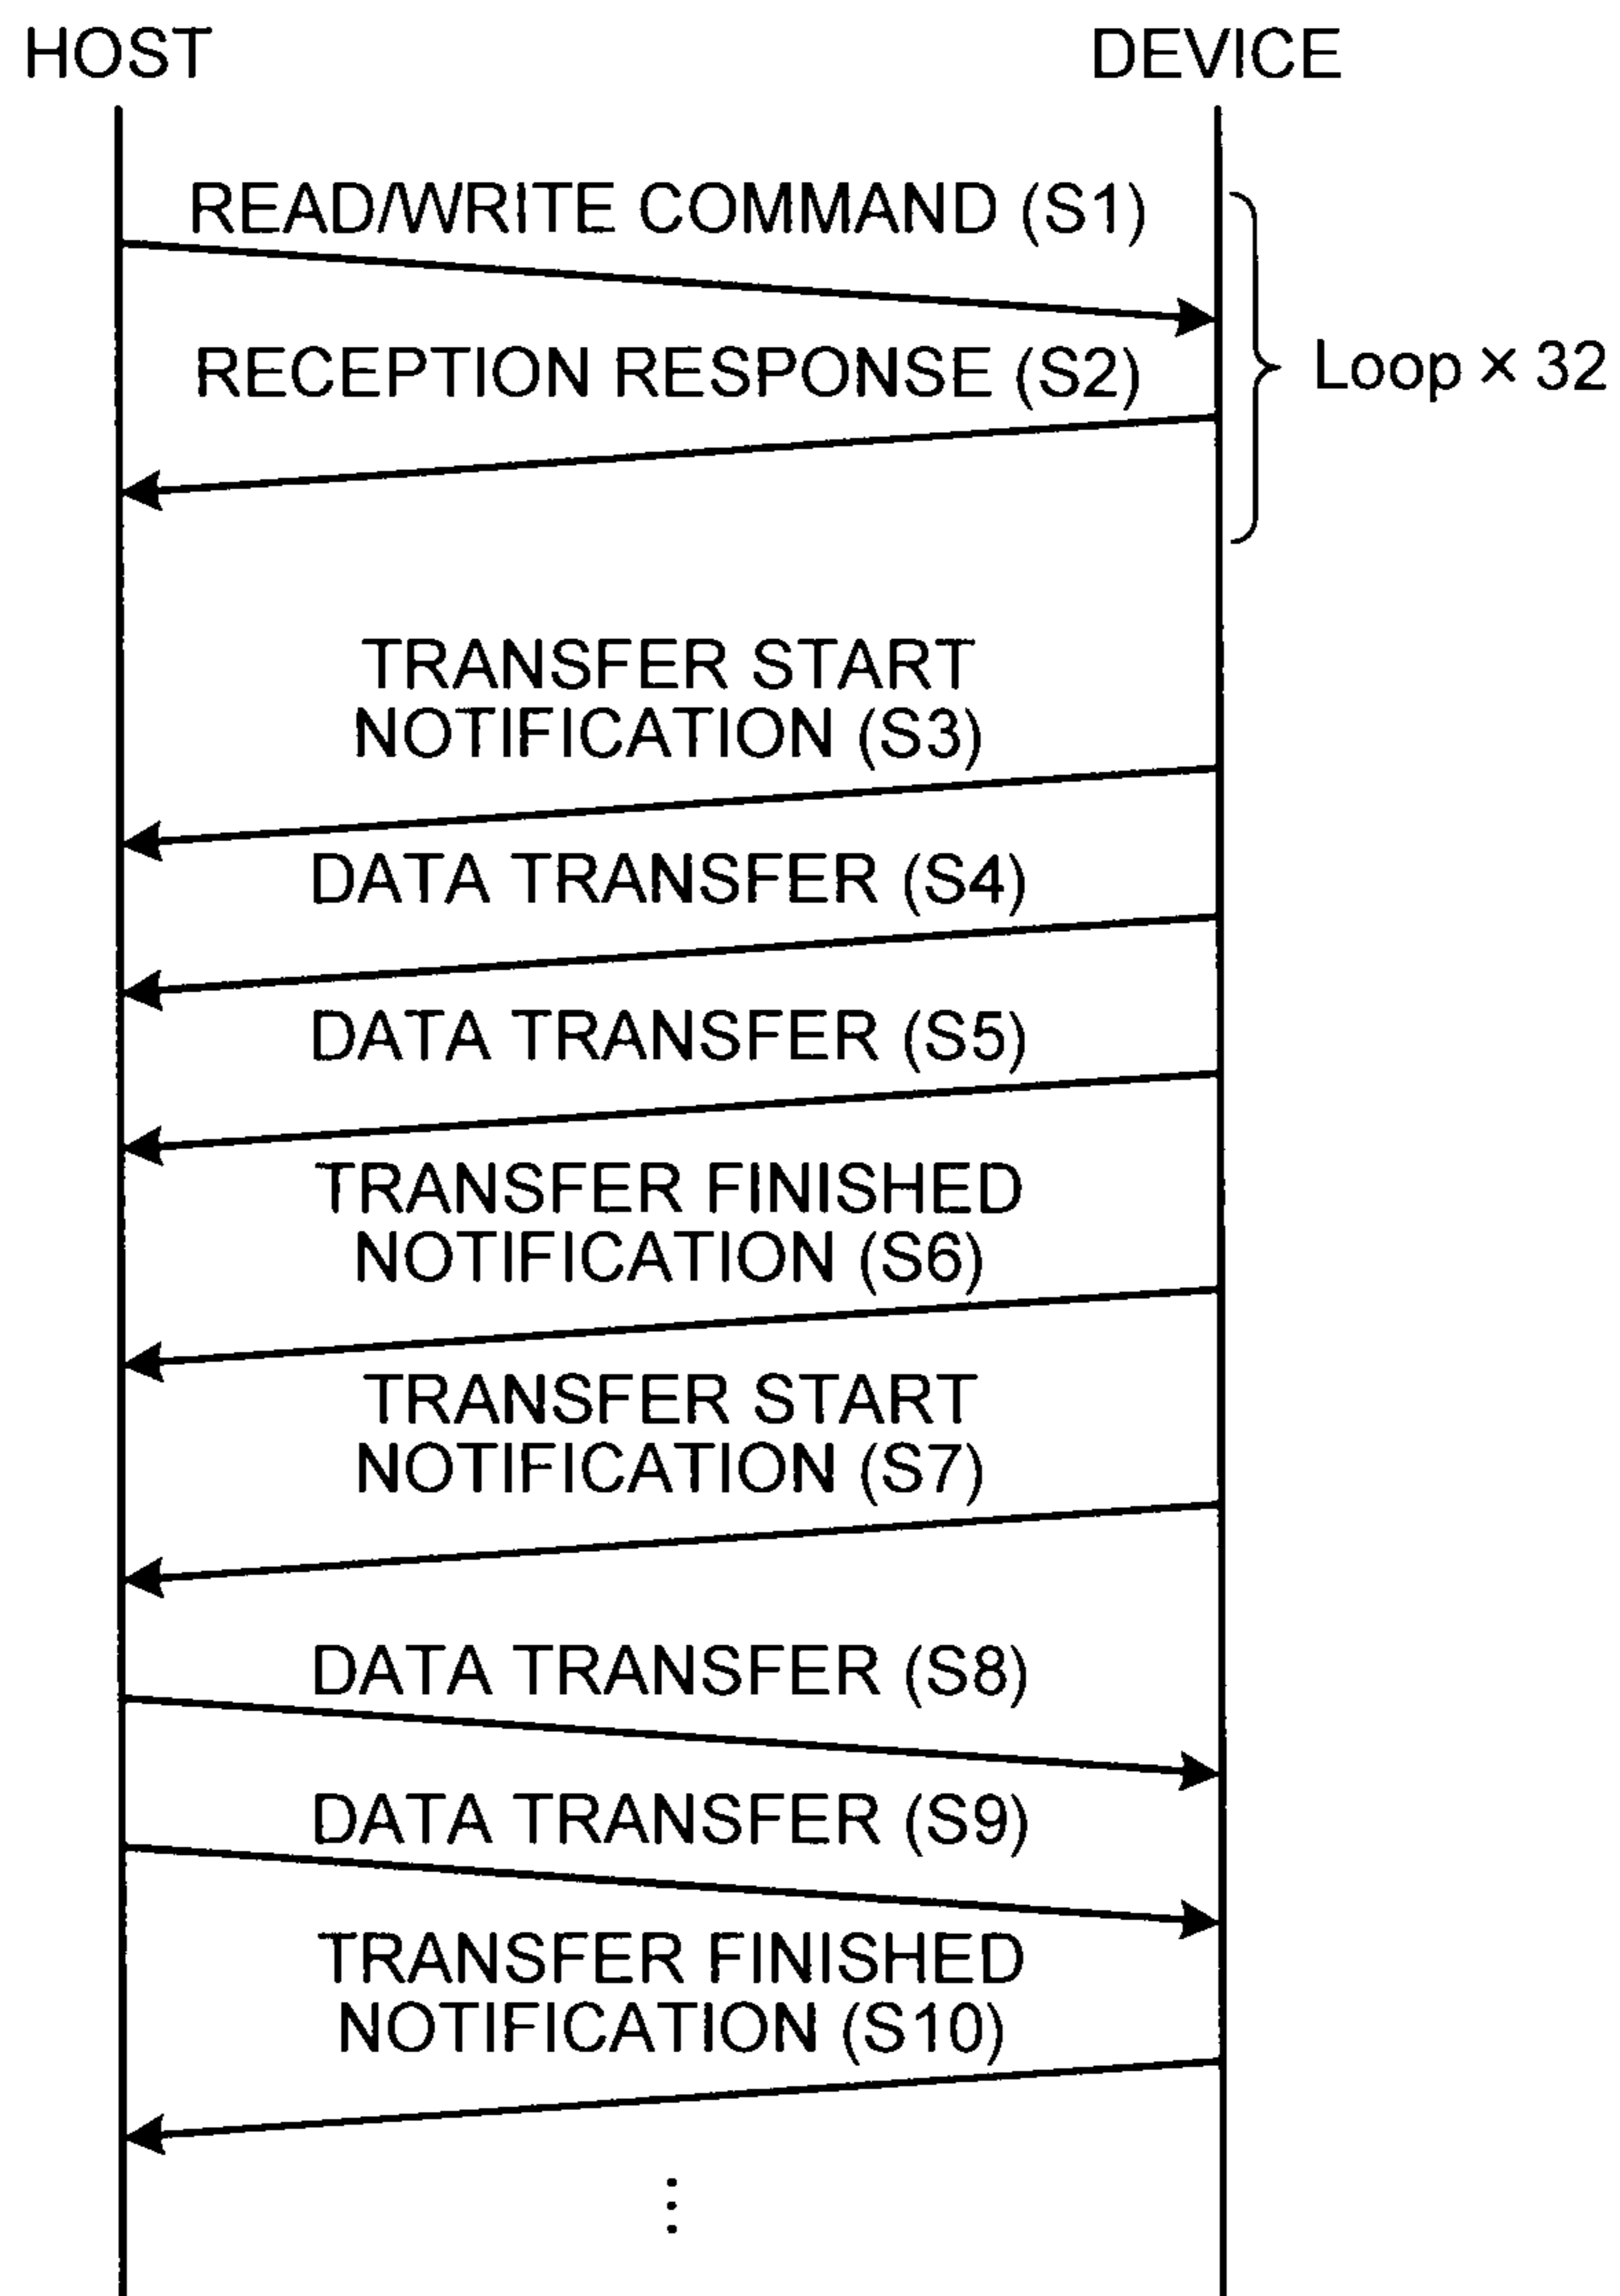 HOST DEVICE
READ/WRITE COMMAND (S1)
RECEPTION RESPONSE (S2)
Loop × 32
TRANSFER START
NOTIFICATION (S3)
DATA TRANSFER (S4)
DATA TRANSFER (S5)
TRANSFER FINISHED
NOTIFICATION (S6)
TRANSFER START
NOTIFICATION (S7)
DATA TRANSFER (S8)
DATA TRANSFER (S9)
TRANSFER FINISHED
NOTIFICATION (S10)